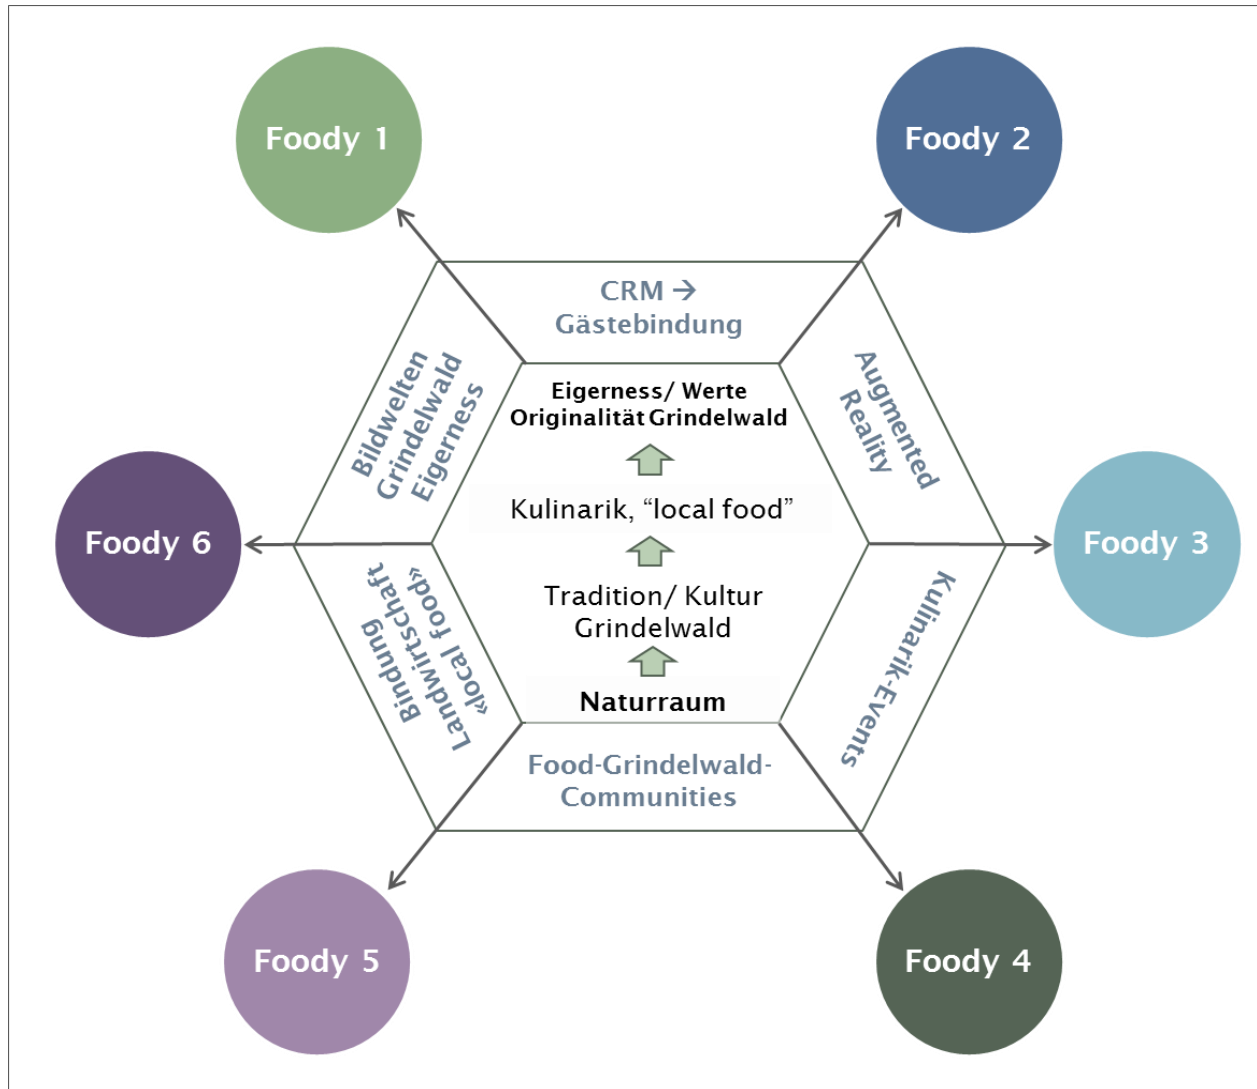 Foody 1
Foody 2
CRM →
Gästebindung
Bildwelten
Grindelwald
Eigerness
Augmented
Reality
Eigerness/ Werte
Originalität Grindelwald
Kulinarik, “local food”
Tradition/ Kultur
Grindelwald
Naturraum
Foody 6
Foody 3
Bindung
Landwirtschaft
«local food»
Kulinarik-Events
Food-Grindelwald-
Communities
Foody 5
Foody 4